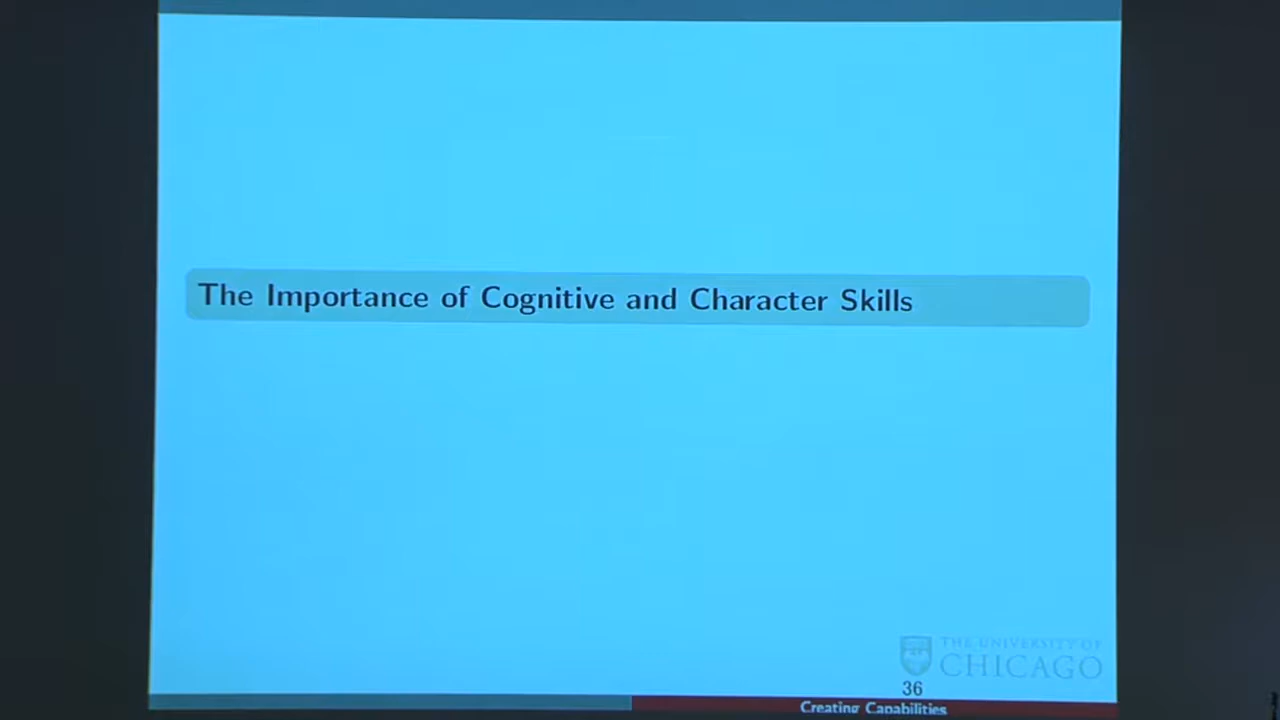 The Importance of Cognitive and Character Skills
THE UNIVERSITY OF
CHICAGO
36
Creating Capabilities